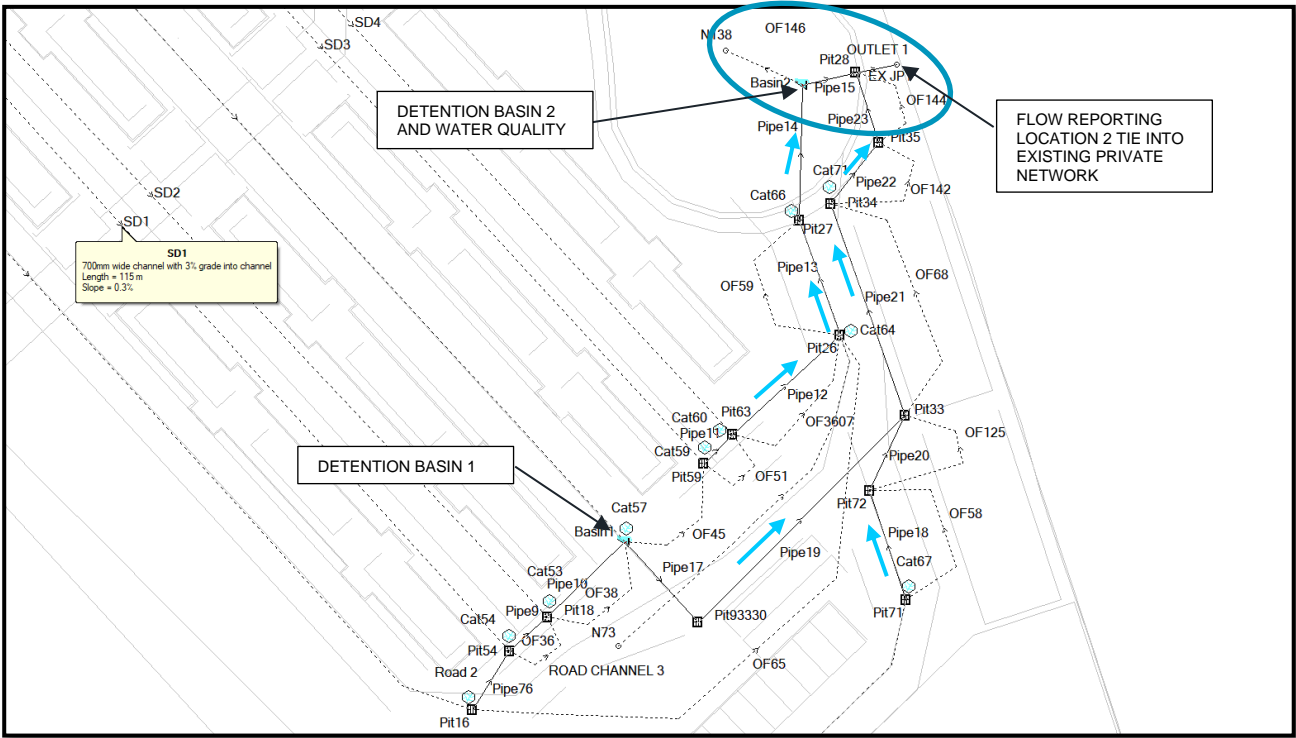 SD4
SD3
N138
OF146
OUTLET 1
Pit28
EX JP
Basin2
Pipe15
OF144
DETENTION BASIN 2
AND WATER QUALITY
FLOW REPORTING
LOCATION 2 TIE INTO
EXISTING PRIVATE
NETWORK
Pipe14
Pipe23
Pit35
Cat71
Pipe22
OF142
SD2
Cat66
Pit34
SD1
Pit27
SD1
700mm wide channel with 3% grade into channel
Length = 115 m
Slope = 0.3%
Pipe13
OF59
OF68
Pipe21
Cat64
Pit26
Pipe12
Cat60
Pit63
OF3607
Pit33
Pipe11
OF125
Cat59
Pipe20
DETENTION BASIN 1
Pit59
OF51
Pit72
Cat57
OF58
Basin1
OF45
Pipe18
Pipe19
Cat67
Pipe17
Cat53
Pipe10
OF38
Pipe9
Pit18
Pit93330
Pit71
Cat54
N73
OF36
Pit54
OF65
Road 2
ROAD CHANNEL 3
Pipe76
Pit16